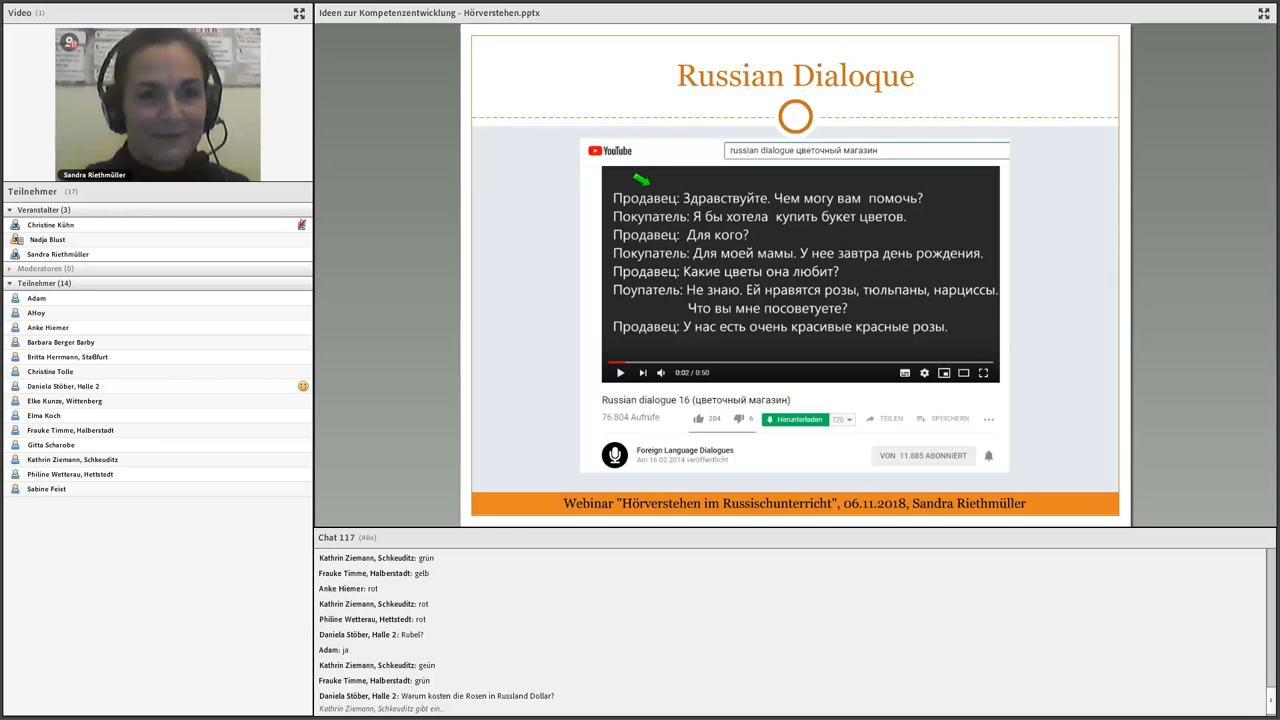 Video (1)
Sandra Riethmüller
Teilnehmer (17)
Veranstalter (3)
Christine Kühn
Nadja Blust
Sandra Riethmüller
Moderatoren (0)
Teilnehmer (14)
Adam
AHoy
Anke Hiemer
Barbara Berger Barby
Britta Herrmann, Staßfurt
Christina Tolle
Daniela Stöber, Halle 2
Elke Kunze, Wittenberg
Elma Koch
Frauke Timme, Halberstadt
Gitta Scharobe
Kathrin Ziemann, Schkeuditz
Philine Wetterau, Hettstedt
Sabine Feist
Ideen zur Kompetenzentwicklung - Hörverstehen.pptx
Russian Dialoque
YouTube
russian dialogue цветочный магазин
Продавец: Здравствуйте. Чем могу вам помочь?
Покупатель: Я бы хотела купить букет цветов.
Продавец: Для кого?
Покупатель: Для моей мамы. У нее завтра день рождения.
Продавец: Какие цветы она любит?
Поупатель: Не знаю. Ей нравятся розы, тюльпаны, нарциссы.
Что вы мне посоветуете?
Продавец: У нас есть очень красивые красные розы.
0:02 / 0:50
Russian dialogue 16 (цветочный магазин)
76.804 Aufrufe
204
6
Herunterladen
720
TEILEN
SPEICHERN
Foreign Language Dialogues
Am 16.02.2014 veröffentlicht
VON 11.885 ABONNIERT
Webinar "Hörverstehen im Russischunterricht", 06.11.2018, Sandra Riethmüller
Chat 117 (Alle)
Kathrin Ziemann, Schkeuditz: grün
Frauke Timme, Halberstadt: gelb
Anke Hiemer: rot
Kathrin Ziemann, Schkeuditz: rot
Philine Wetterau, Hettstedt: rot
Daniela Stöber, Halle 2: Rubel?
Adam: ja
Kathrin Ziemann, Schkeuditz: geün
Frauke Timme, Halberstadt: grün
Daniela Stöber, Halle 2: Warum kosten die Rosen in Russland Dollar?
Kathrin Ziemann, Schkeuditz gibt ein...